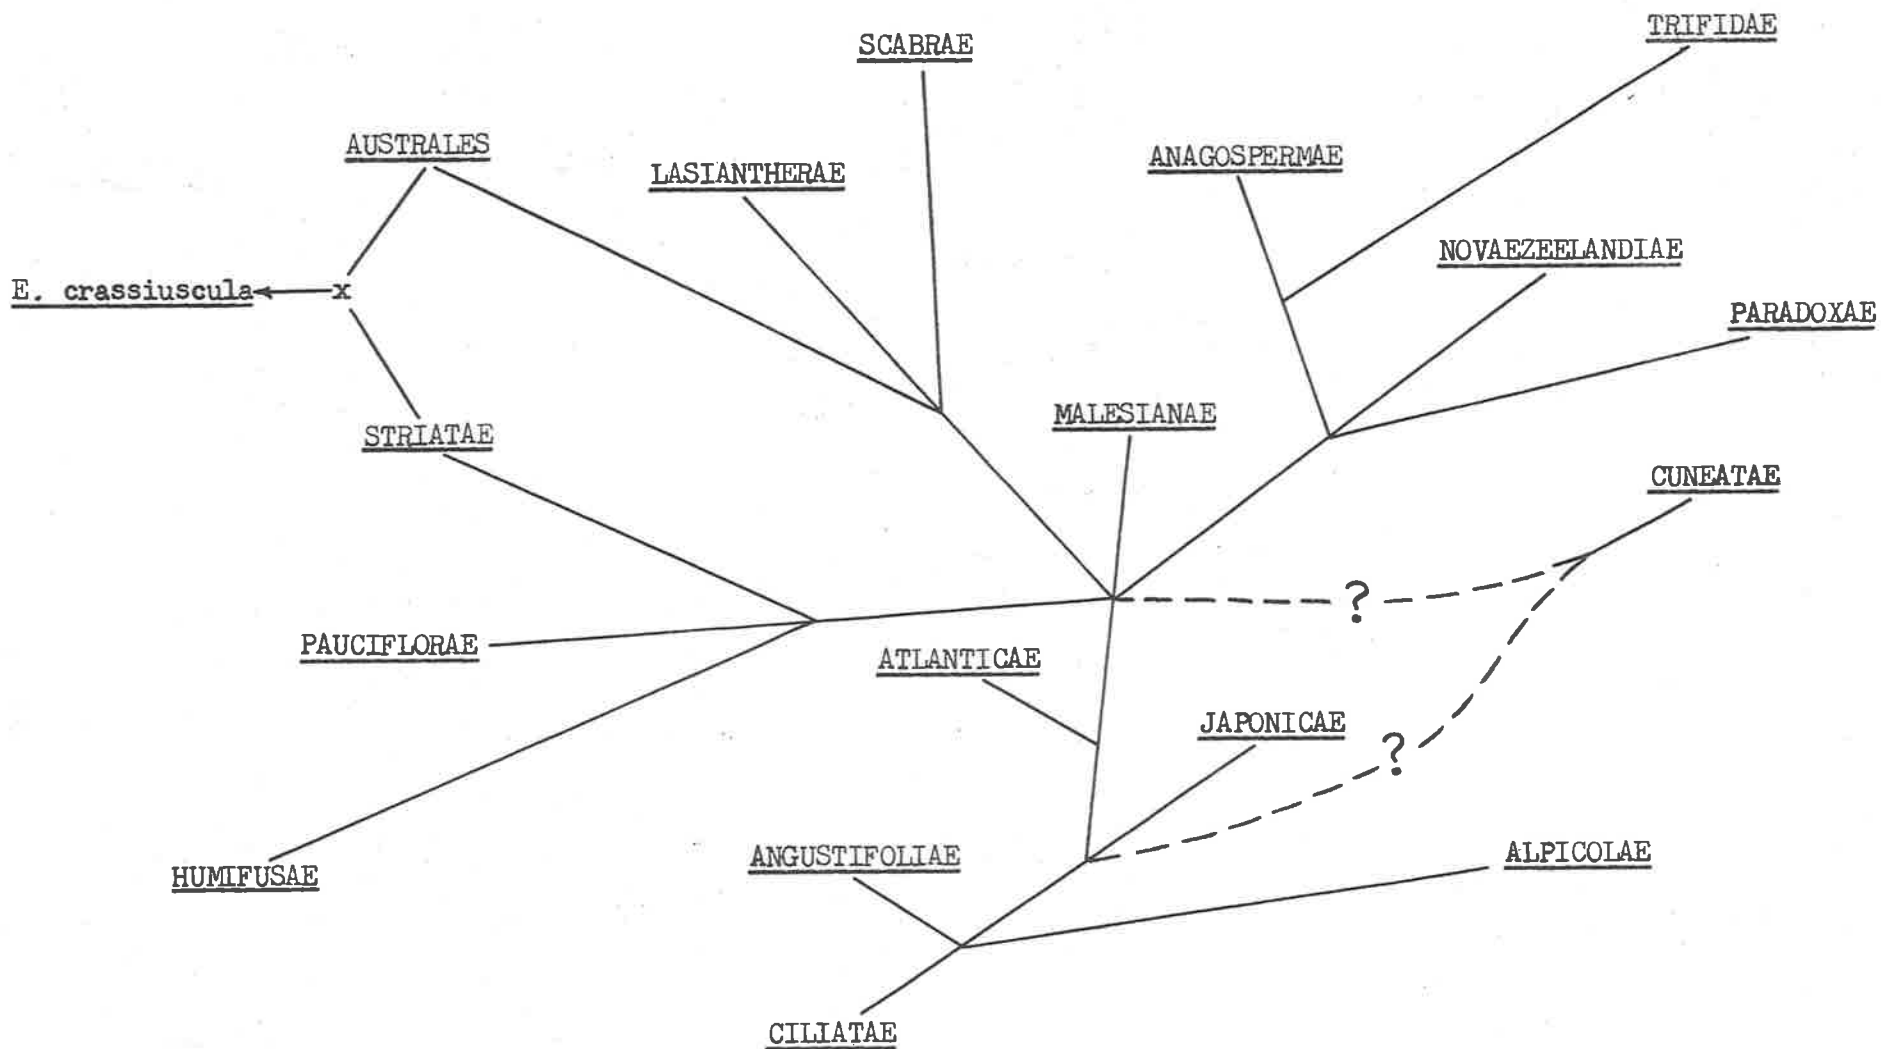 TRIFIDAE
SCABRAE
AUSTRALES
ANAGOSPERMAE
LASIANTHERAE
NOVAEZEELANDIAE
E. crassiuscula
x
PARADOXAE
MALESIANAE
STRIATAE
CUNEATAE
?
PAUCIFLORAE
ATLANTICAE
JAPONICAE
?
ANGUSTIFOLIAE
ALPICOLAE
HUMIFUSAE
CILIATAE